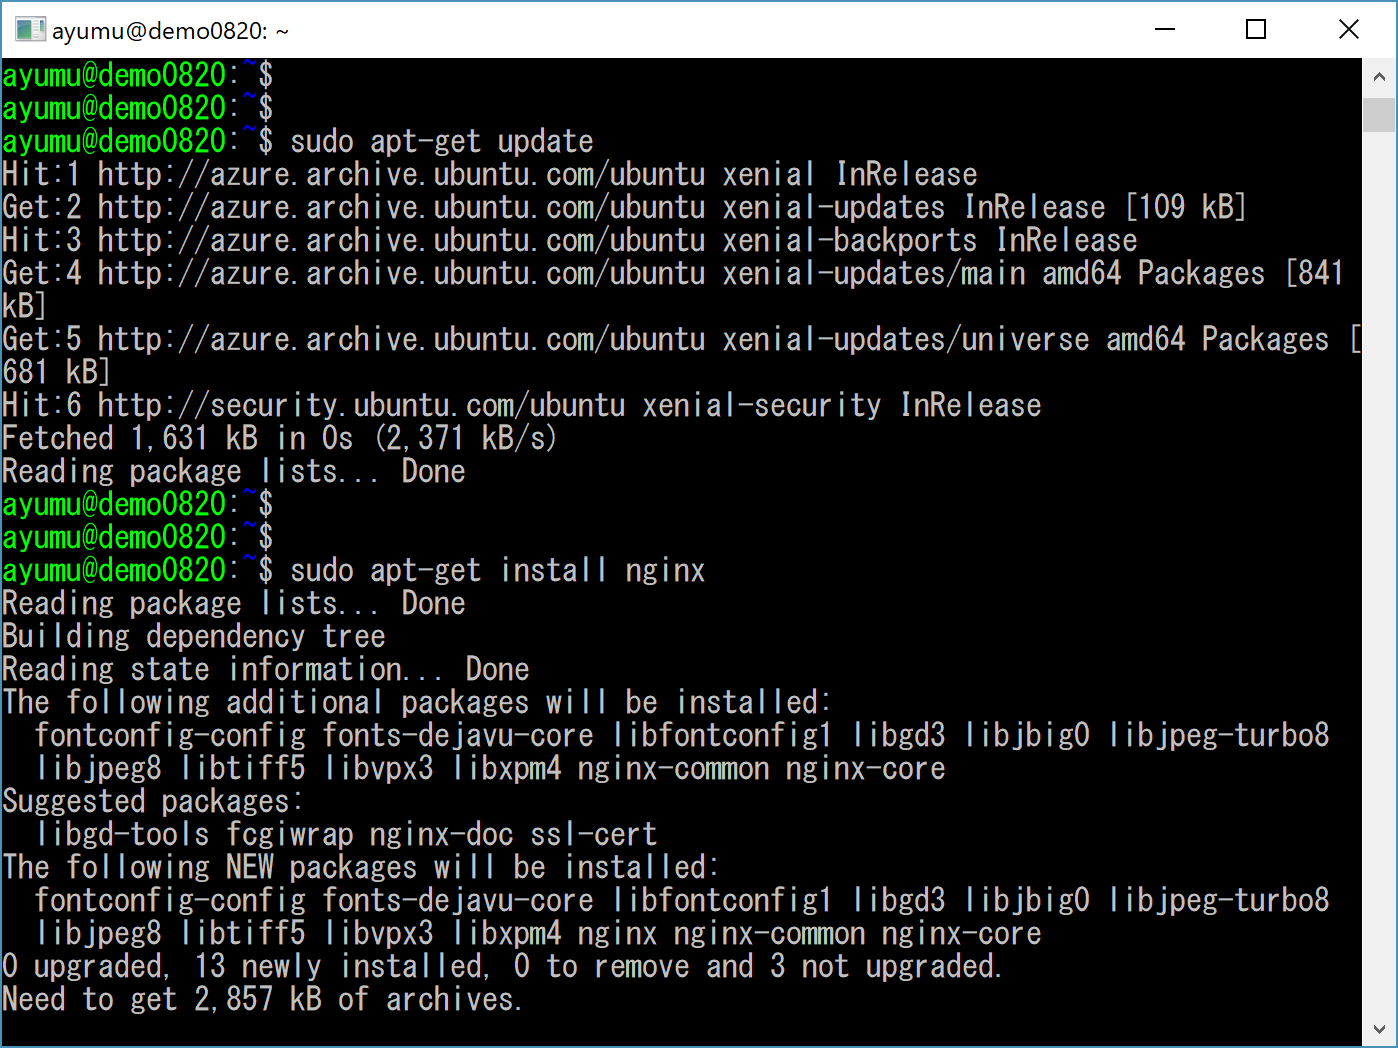 ayumu@demo0820: ~
ayumu@demo0820:~$
ayumu@demo0820:~$
ayumu@demo0820:~$ sudo apt-get update
Hit:1 http://azure.archive.ubuntu.com/ubuntu xenial InRelease
Get:2 http://azure.archive.ubuntu.com/ubuntu xenial-updates InRelease [109 kB]
Hit:3 http://azure.archive.ubuntu.com/ubuntu xenial-backports InRelease
Get:4 http://azure.archive.ubuntu.com/ubuntu xenial-updates/main amd64 Packages [841
kB]
Get:5 http://azure.archive.ubuntu.com/ubuntu xenial-updates/universe amd64 Packages [
681 kB]
Hit:6 http://security.ubuntu.com/ubuntu xenial-security InRelease
Fetched 1,631 kB in 0s (2,371 kB/s)
Reading package lists... Done
ayumu@demo0820:~$
ayumu@demo0820:~$
ayumu@demo0820:~$ sudo apt-get install nginx
Reading package lists... Done
Building dependency tree
Reading state information... Done
The following additional packages will be installed:
  fontconfig-config fonts-dejavu-core libfontconfig1 libgd3 libjbig0 libjpeg-turbo8
  libjpeg8 libtiff5 libvpx3 libxpm4 nginx-common nginx-core
Suggested packages:
  libgd-tools fcgiwrap nginx-doc ssl-cert
The following NEW packages will be installed:
  fontconfig-config fonts-dejavu-core libfontconfig1 libgd3 libjbig0 libjpeg-turbo8
  libjpeg8 libtiff5 libvpx3 libxpm4 nginx nginx-common nginx-core
0 upgraded, 13 newly installed, 0 to remove and 3 not upgraded.
Need to get 2,857 kB of archives.